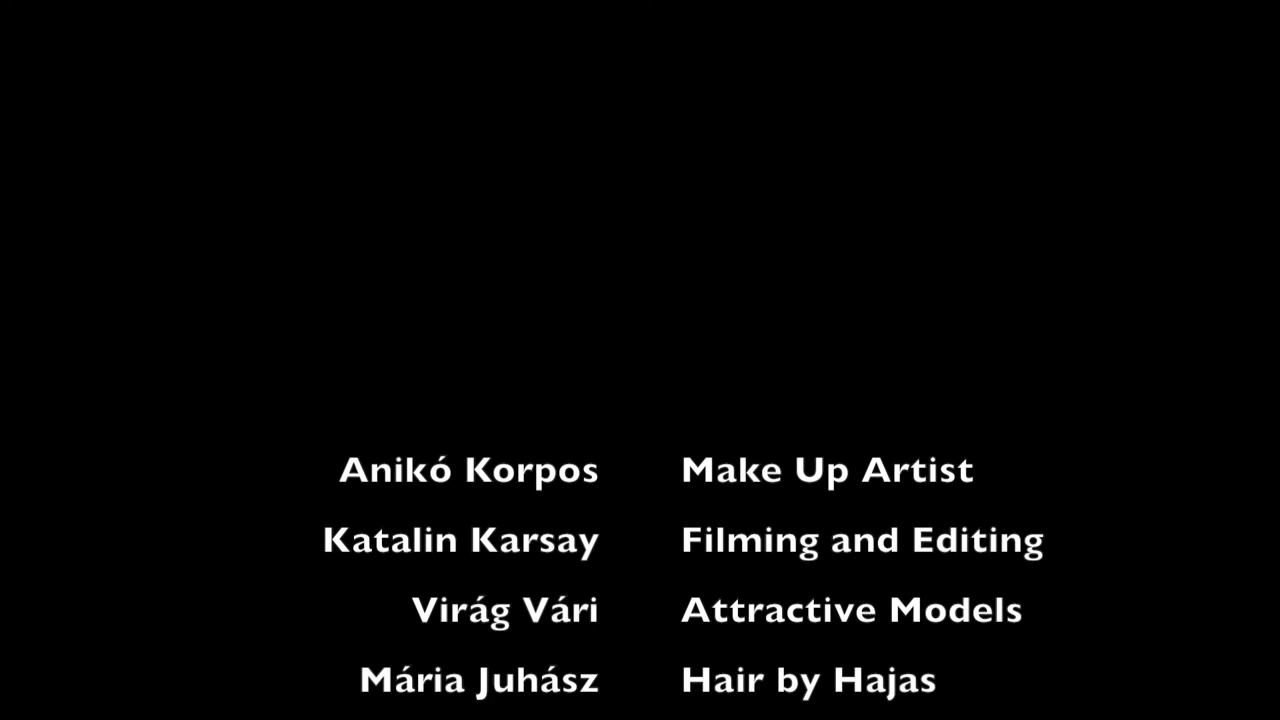 Anikó Korpos Make Up Artist
Katalin Karsay Filming and Editing
Virág Vári Attractive Models
Mária Juhász Hair by Hajas